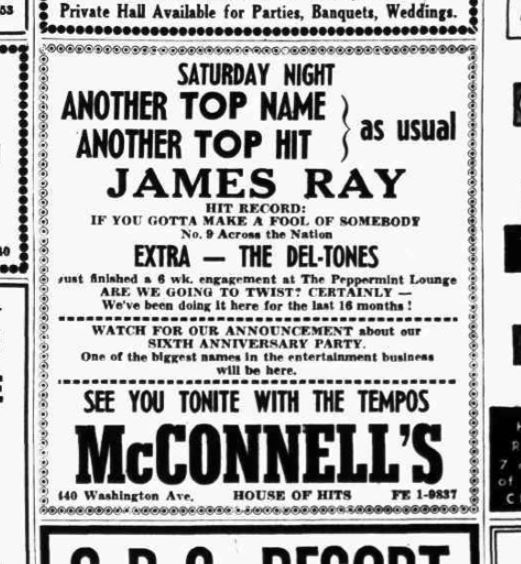 53
Private Hall Available for Parties, Banquets, Weddings.
SATURDAY NIGHT
ANOTHER TOP NAME
ANOTHER TOP HIT
as usual
JAMES RAY
HIT RECORD:
IF YOU GOTTA MAKE A FOOL OF SOMEBODY
No. 9 Across the Nation
EXTRA — THE DEL-TONES
Just finished a 6 wk. engagement at The Peppermint Lounge
ARE WE GOING TO TWIST? CERTAINLY —
We've been doing it here for the last 16 months!
WATCH FOR OUR ANNOUNCEMENT about our
SIXTH ANNIVERSARY PARTY.
One of the biggest names in the entertainment business
will be here.
SEE YOU TONITE WITH THE TEMPOS
McCONNELL'S
440 Washington Ave. HOUSE OF HITS FE 1-9837
RESORT